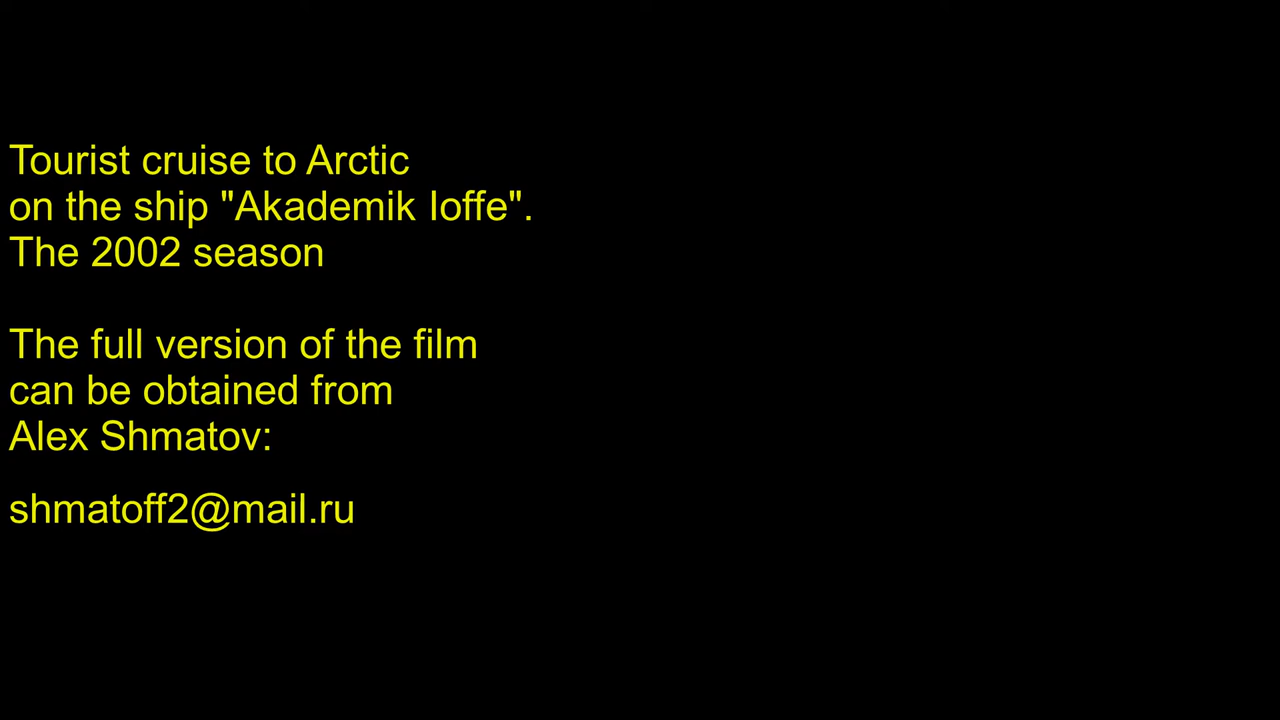 Tourist cruise to Arctic
on the ship "Akademik Ioffe".
The 2002 season
The full version of the film
can be obtained from
Alex Shmatov:
shmatoff2@mail.ru